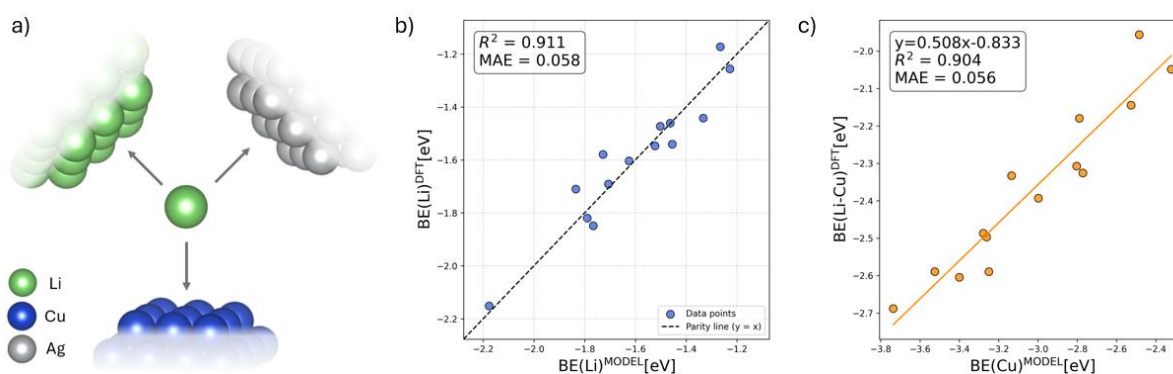 a)
Li
Cu
Ag
b)
R² = 0.911
MAE = 0.058
BE(Li)ᴰᶠᵀ[eV]
−1.2
−1.4
−1.6
−1.8
−2.0
−2.2
Data points
Parity line (y = x)
−2.2 −2.0 −1.8 −1.6 −1.4 −1.2
BE(Li)ᴹᴼᴰᴱᴸ[eV]
c)
y=0.508x-0.833
R² = 0.904
MAE = 0.056
BE(Li-Cu)ᴰᶠᵀ[eV]
−2.0
−2.1
−2.2
−2.3
−2.4
−2.5
−2.6
−2.7
−3.8 −3.6 −3.4 −3.2 −3.0 −2.8 −2.6 −2.4
BE(Cu)ᴹᴼᴰᴱᴸ[eV]